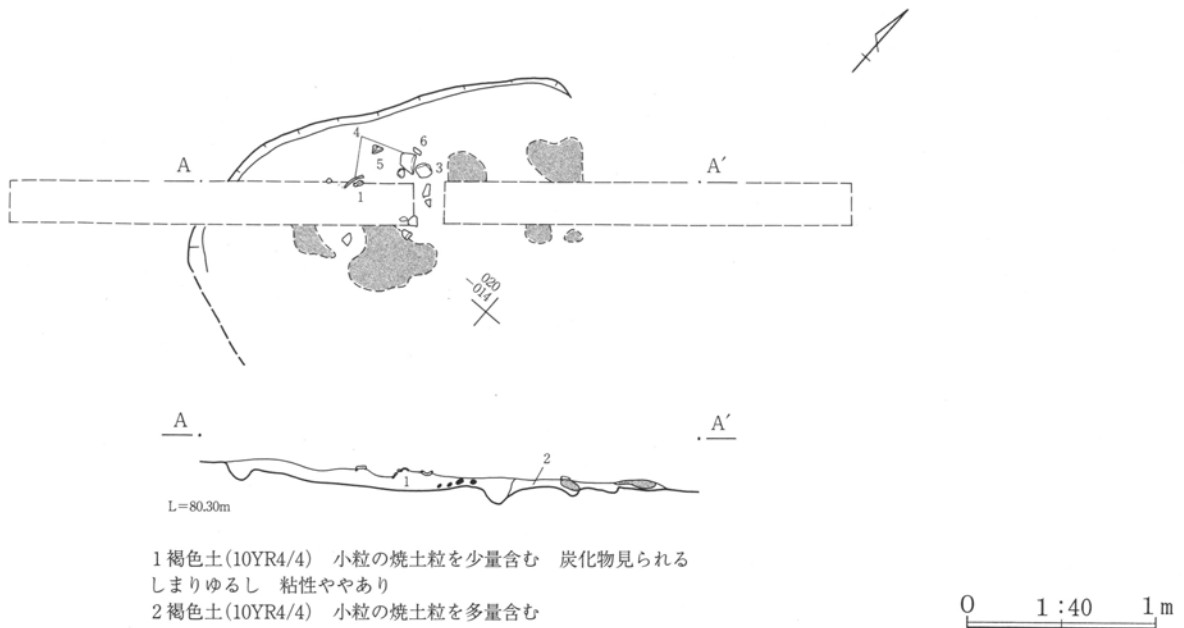 4
6
5
3
A
A′
1
020
-014
A
A′
2
1
L=80.30m
1 褐色土(10YR4/4) 小粒の焼土粒を少量含む 炭化物見られる
しまりゆるし 粘性ややあり
2 褐色土(10YR4/4) 小粒の焼土粒を多量含む
0 1:40 1m